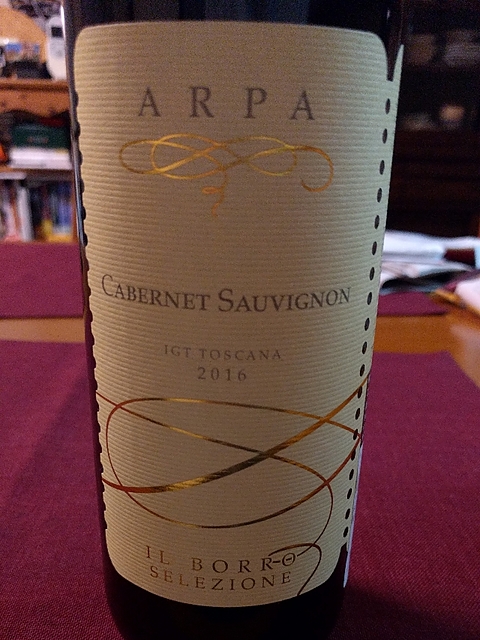 ARPA
CABERNET SAUVIGNON
IGT TOSCANA
2016
IL BORRO
SELEZIONE